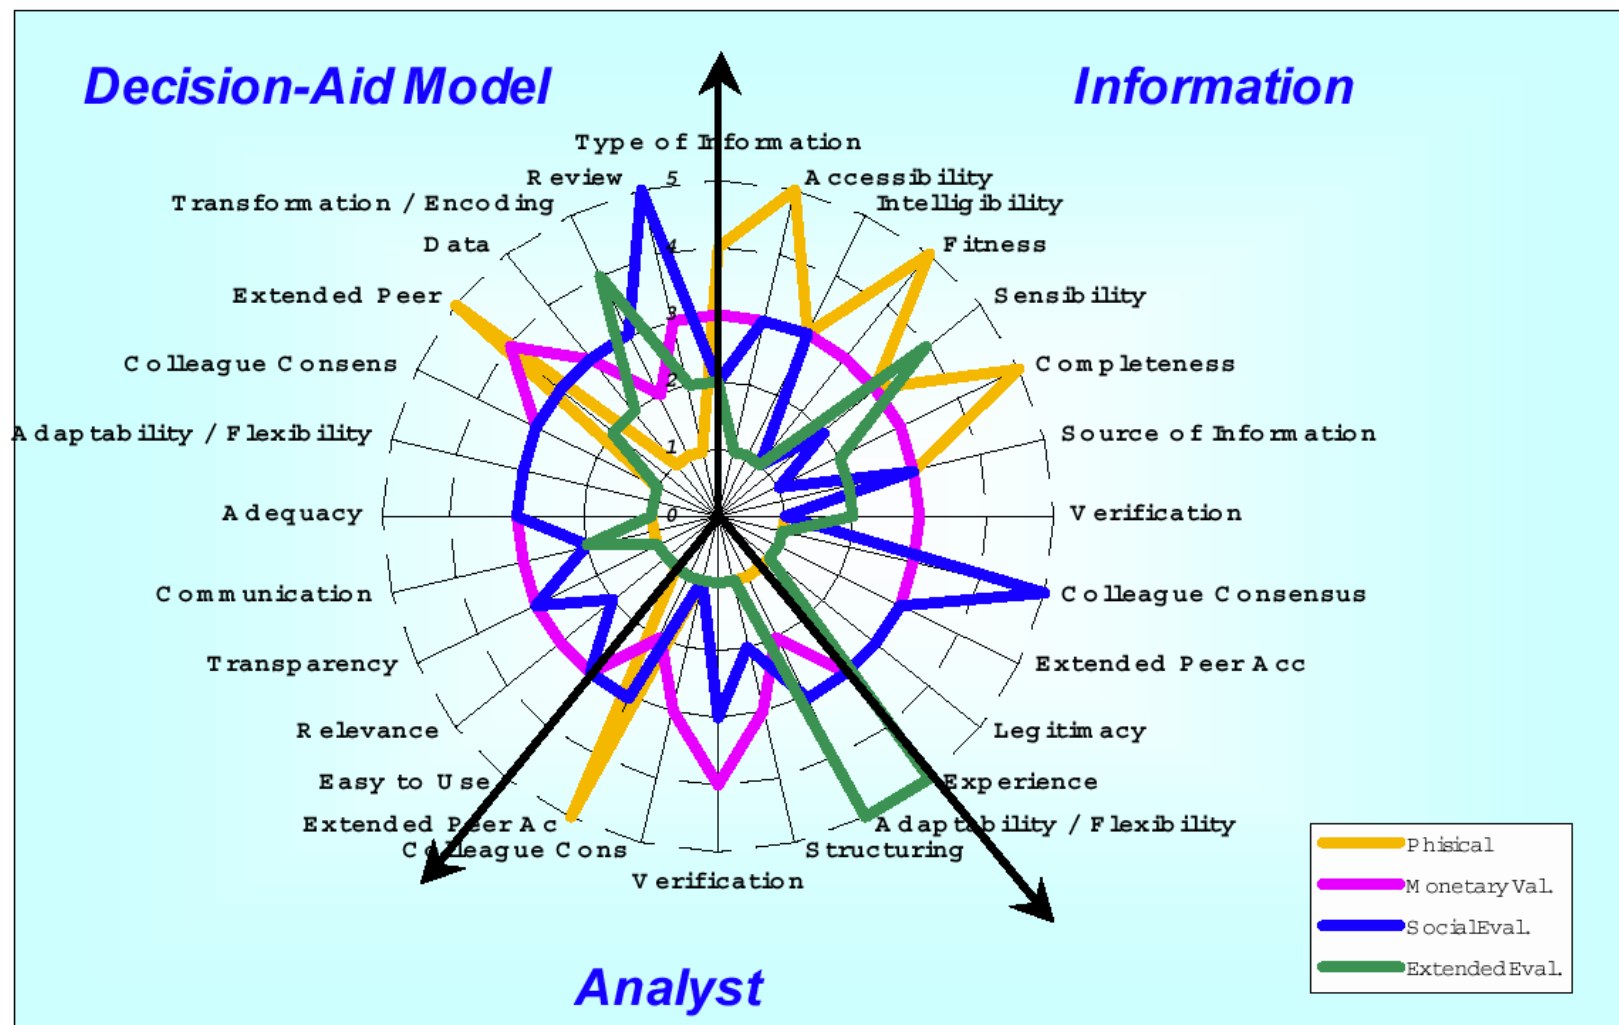 Decision-Aid Model
Information
Type of Information
Review
5
Accessibility
Transformation / Encoding
Intelligibility
Data
4
Fitness
Extended Peer
Sensibility
3
Colleague Consens
Completeness
2
Adaptability / Flexibility
1
Source of Information
Adequacy
0
Verification
Communication
Colleague Consensus
Transparency
Extended Peer Acc
Relevance
Legitimacy
Easy to Use
Experience
Extended Peer Ac
Adaptability / Flexibility
Colleague Cons
Structuring
Verification
Phisical
Monetary Val.
Social Eval.
Extended Eval.
Analyst